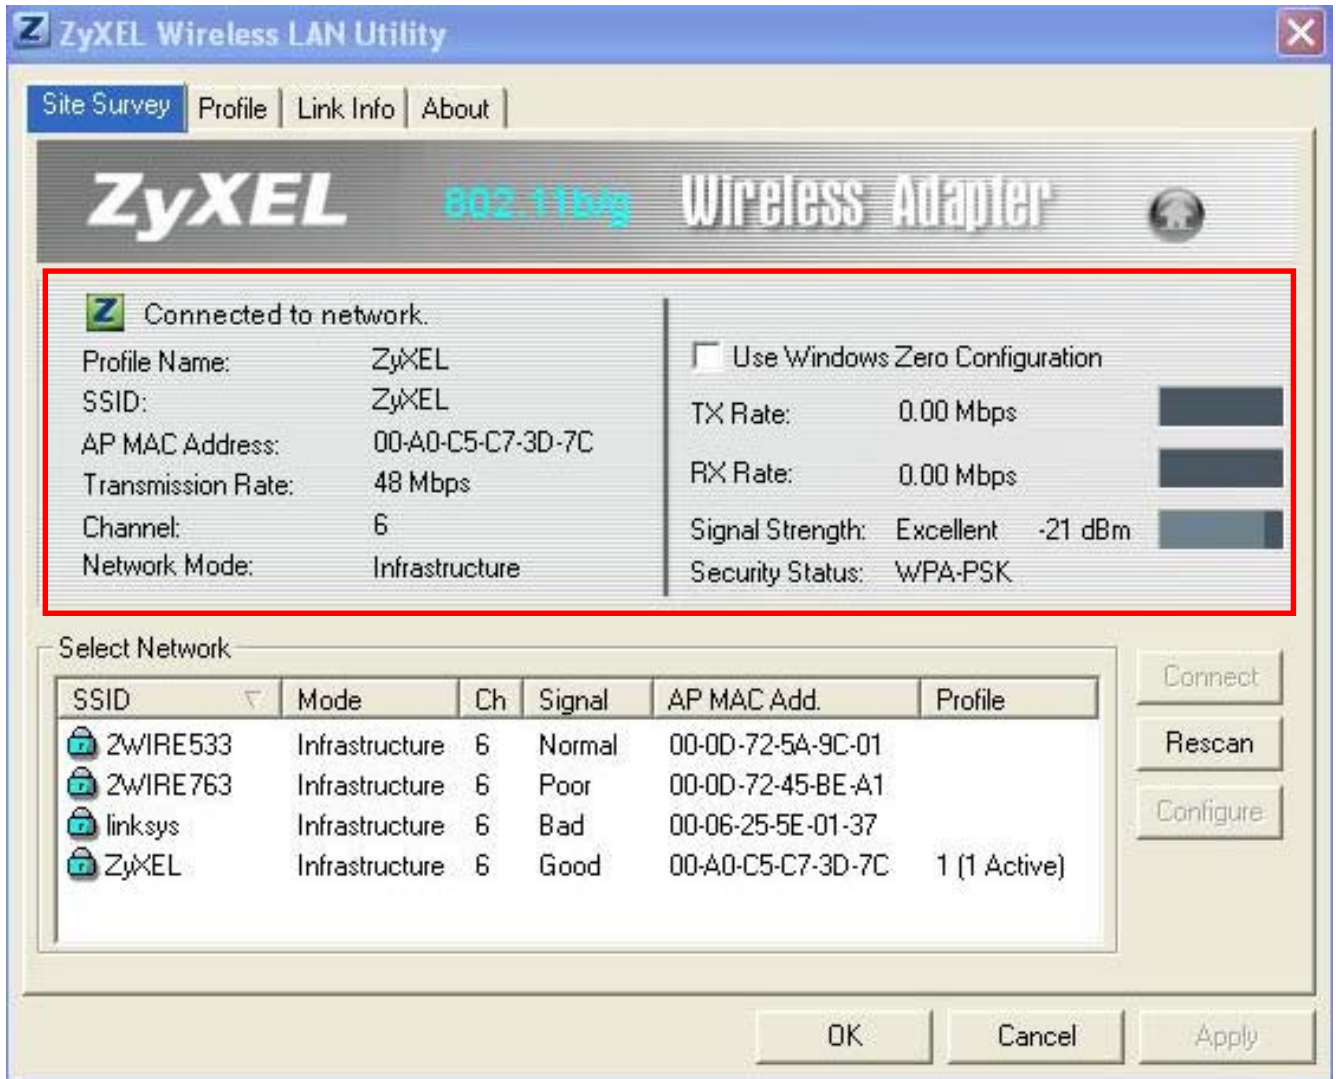 ZyXEL Wireless LAN Utility
Site Survey Profile Link Info About
ZyXEL 802.11b/g Wireless Adapter
Z Connected to network.
Profile Name: ZyXEL
SSID: ZyXEL
AP MAC Address: 00-A0-C5-C7-3D-7C
Transmission Rate: 48 Mbps
Channel: 6
Network Mode: Infrastructure
Use Windows Zero Configuration
TX Rate: 0.00 Mbps
RX Rate: 0.00 Mbps
Signal Strength: Excellent -21 dBm
Security Status: WPA-PSK
Select Network
SSID Mode Ch Signal AP MAC Add. Profile
2WIRE533 Infrastructure 6 Normal 00-0D-72-5A-9C-01
2WIRE763 Infrastructure 6 Poor 00-0D-72-45-BE-A1
linksys Infrastructure 6 Bad 00-06-25-5E-01-37
ZyXEL Infrastructure 6 Good 00-A0-C5-C7-3D-7C 1 (1 Active)
Connect
Rescan
Configure
OK Cancel Apply